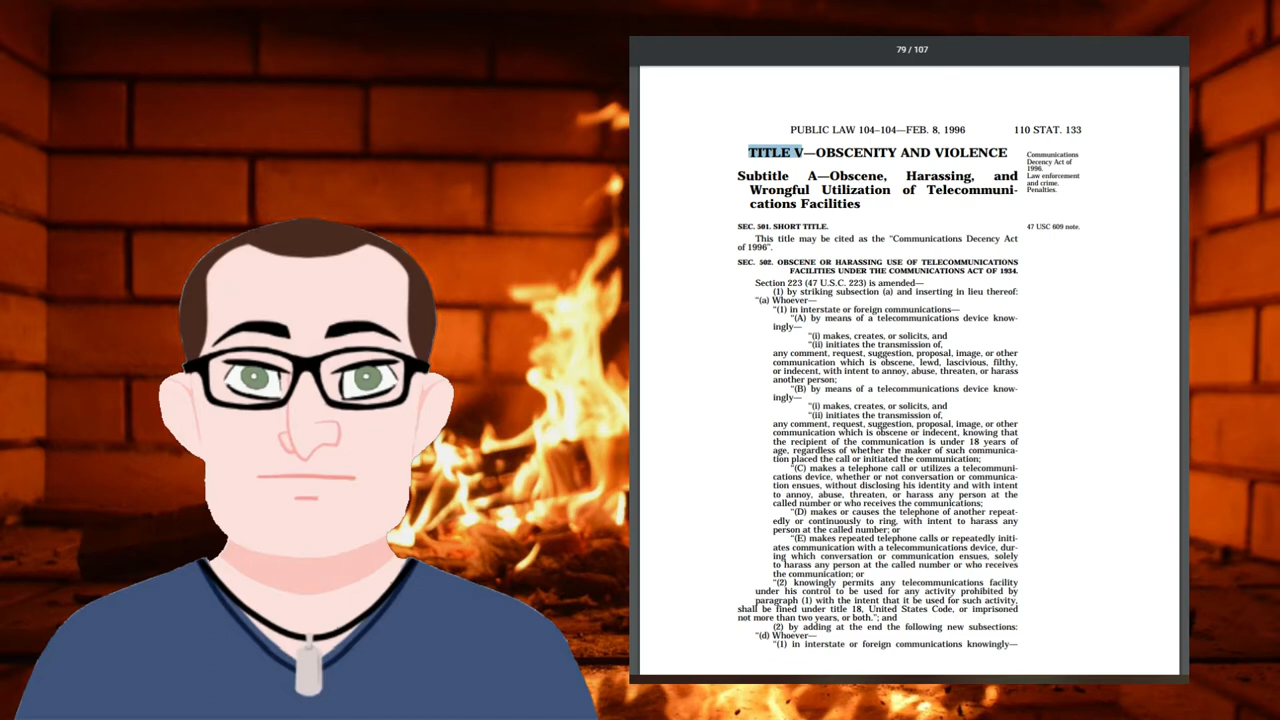 79 / 107
PUBLIC LAW 104–104—FEB. 8, 1996 110 STAT. 133
TITLE V—OBSCENITY AND VIOLENCE
Communications
Decency Act of
1996.
Law enforcement
and crime.
Penalties.
Subtitle A—Obscene, Harassing, and
Wrongful Utilization of Telecommuni-
cations Facilities
SEC. 501. SHORT TITLE.
47 USC 609 note.
This title may be cited as the “Communications Decency Act
of 1996”.
SEC. 502. OBSCENE OR HARASSING USE OF TELECOMMUNICATIONS
FACILITIES UNDER THE COMMUNICATIONS ACT OF 1934.
Section 223 (47 U.S.C. 223) is amended—
(1) by striking subsection (a) and inserting in lieu thereof:
“(a) Whoever—
“(1) in interstate or foreign communications—
“(A) by means of a telecommunications device know-
ingly—
“(i) makes, creates, or solicits, and
“(ii) initiates the transmission of,
any comment, request, suggestion, proposal, image, or other
communication which is obscene, lewd, lascivious, filthy,
or indecent, with intent to annoy, abuse, threaten, or harass
another person;
“(B) by means of a telecommunications device know-
ingly—
“(i) makes, creates, or solicits, and
“(ii) initiates the transmission of,
any comment, request, suggestion, proposal, image, or other
communication which is obscene or indecent, knowing that
the recipient of the communication is under 18 years of
age, regardless of whether the maker of such communica-
tion placed the call or initiated the communication;
“(C) makes a telephone call or utilizes a telecommuni-
cations device, whether or not conversation or communica-
tion ensues, without disclosing his identity and with intent
to annoy, abuse, threaten, or harass any person at the
called number or who receives the communications;
“(D) makes or causes the telephone of another repeat-
edly or continuously to ring, with intent to harass any
person at the called number; or
“(E) makes repeated telephone calls or repeatedly initi-
ates communication with a telecommunications device, dur-
ing which conversation or communication ensues, solely
to harass any person at the called number or who receives
the communication; or
“(2) knowingly permits any telecommunications facility
under his control to be used for any activity prohibited by
paragraph (1) with the intent that it be used for such activity,
shall be fined under title 18, United States Code, or imprisoned
not more than two years, or both.”; and
(2) by adding at the end the following new subsections:
“(d) Whoever—
“(1) in interstate or foreign communications knowingly—